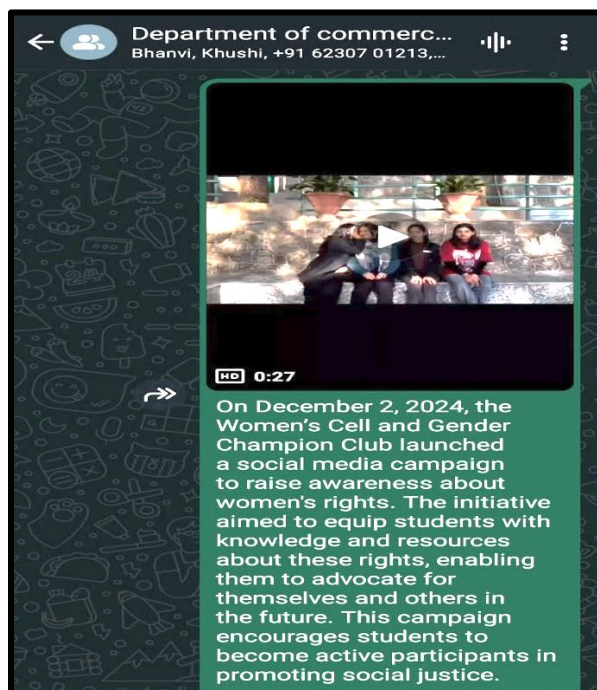 Department of commerc...
Bhanvi, Khushi, +91 62307 01213,...
HD 0:27
On December 2, 2024, the
Women's Cell and Gender
Champion Club launched
a social media campaign
to raise awareness about
women's rights. The initiative
aimed to equip students with
knowledge and resources
about these rights, enabling
them to advocate for
themselves and others in
the future. This campaign
encourages students to
become active participants in
promoting social justice.